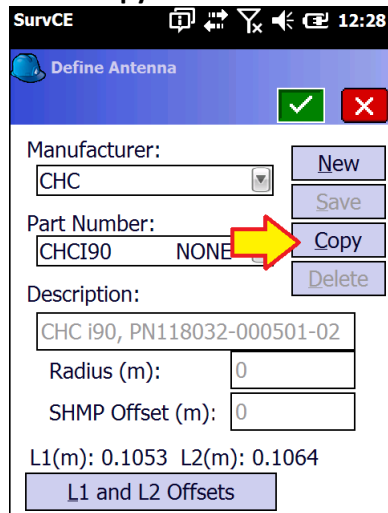 SurvCE 12:28
Define Antenna
Manufacturer:
New
CHC
Save
Part Number:
Copy
CHCI90 NONE
Delete
Description:
CHC i90, PN118032-000501-02
Radius (m): 0
SHMP Offset (m): 0
L1(m): 0.1053 L2(m): 0.1064
L1 and L2 Offsets